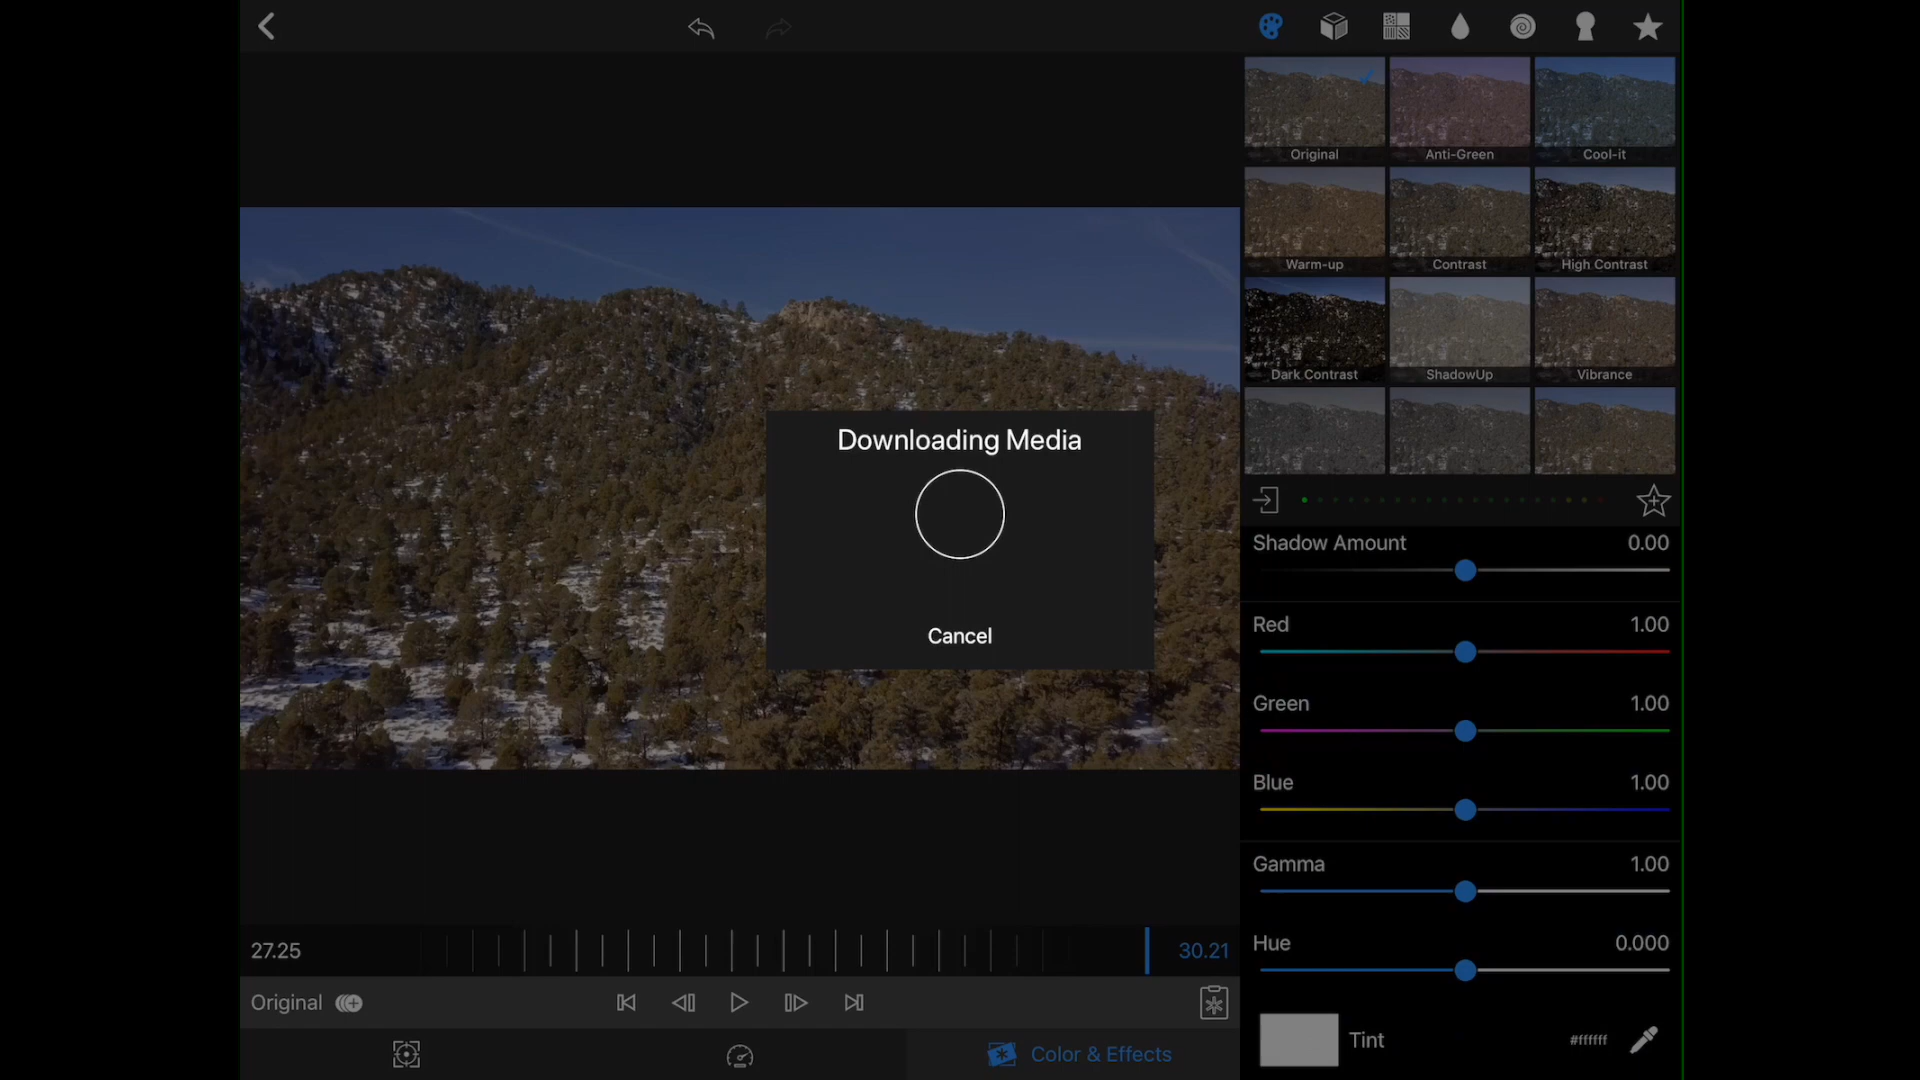 Original
Anti-Green
Cool-it
Warm-up
Contrast
High Contrast
Dark Contrast
ShadowUp
Vibrance
Downloading Media
Cancel
Shadow Amount 0.00
Red 1.00
Green 1.00
Blue 1.00
Gamma 1.00
Hue 0.000
Tint #ffffff
27.25
30.21
Original
Color & Effects